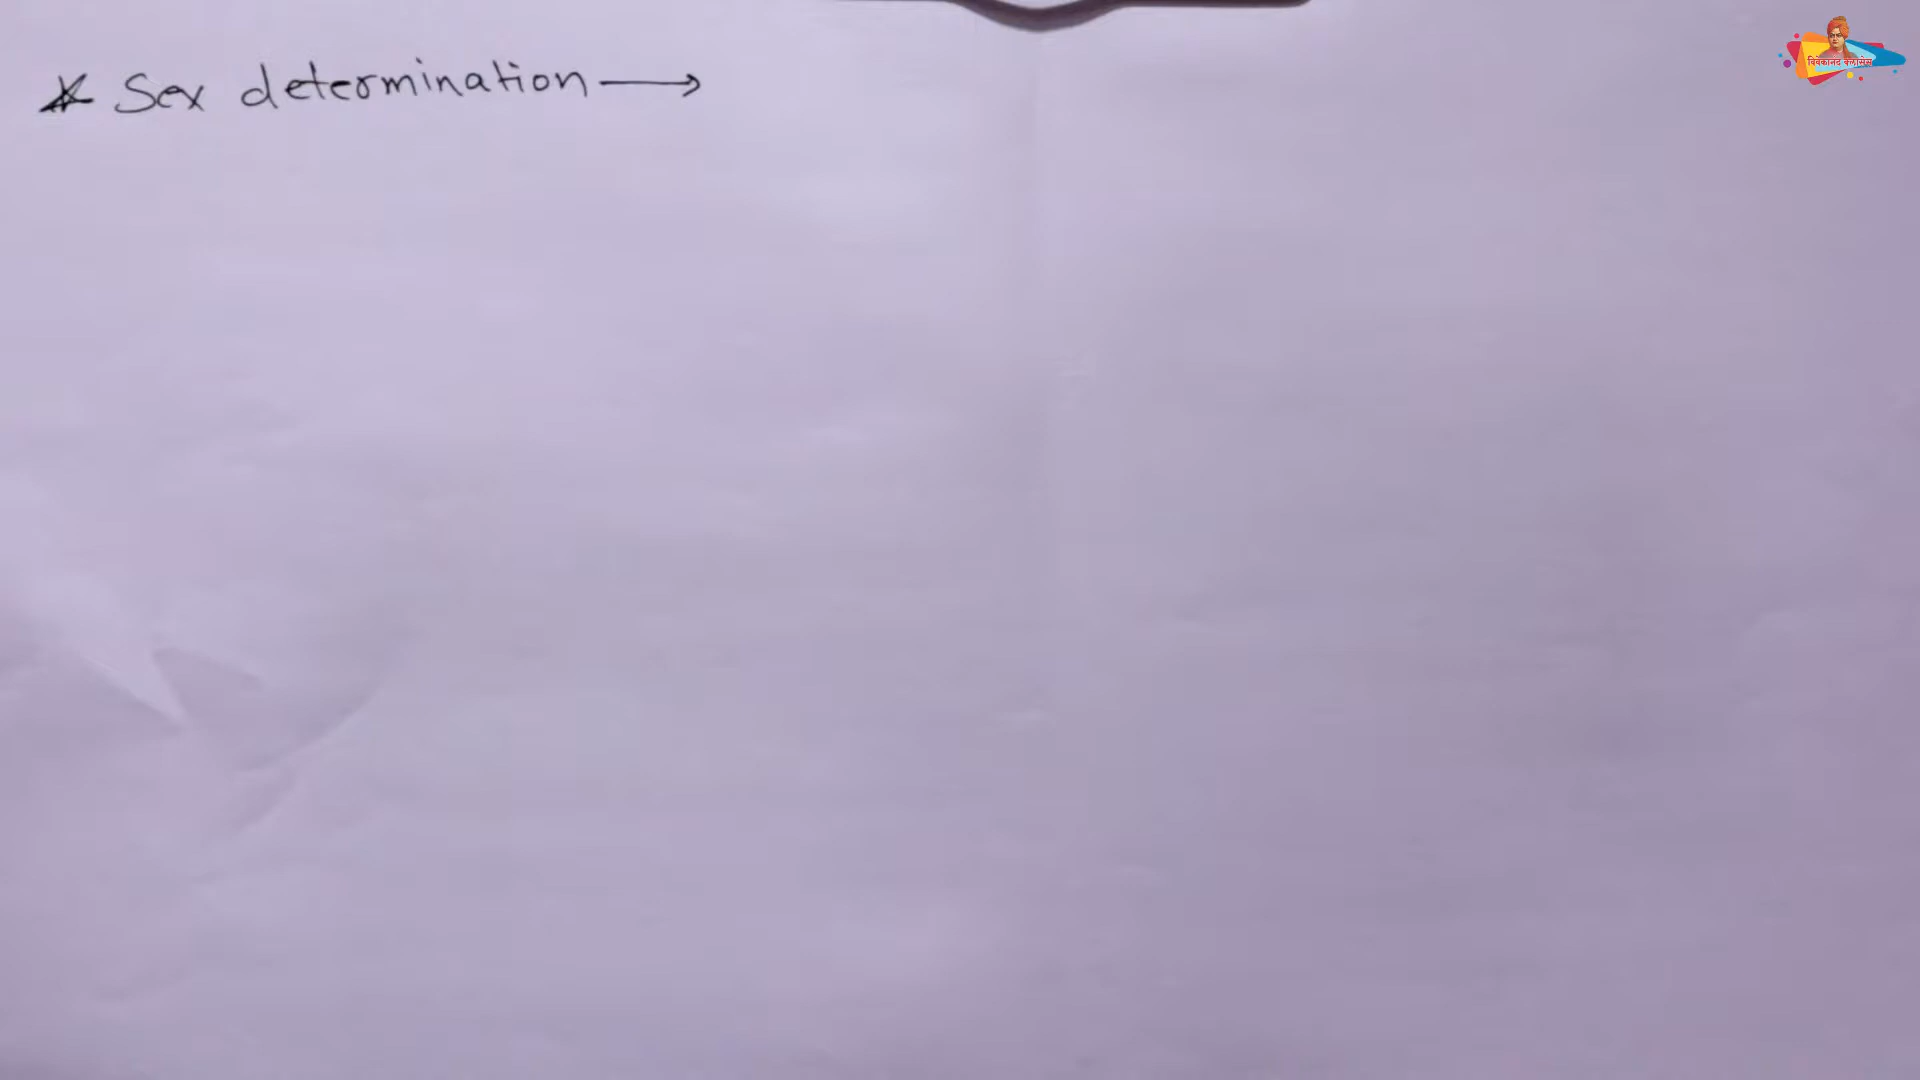 ★ Sex determination →
विवेकानंद क्लासेस